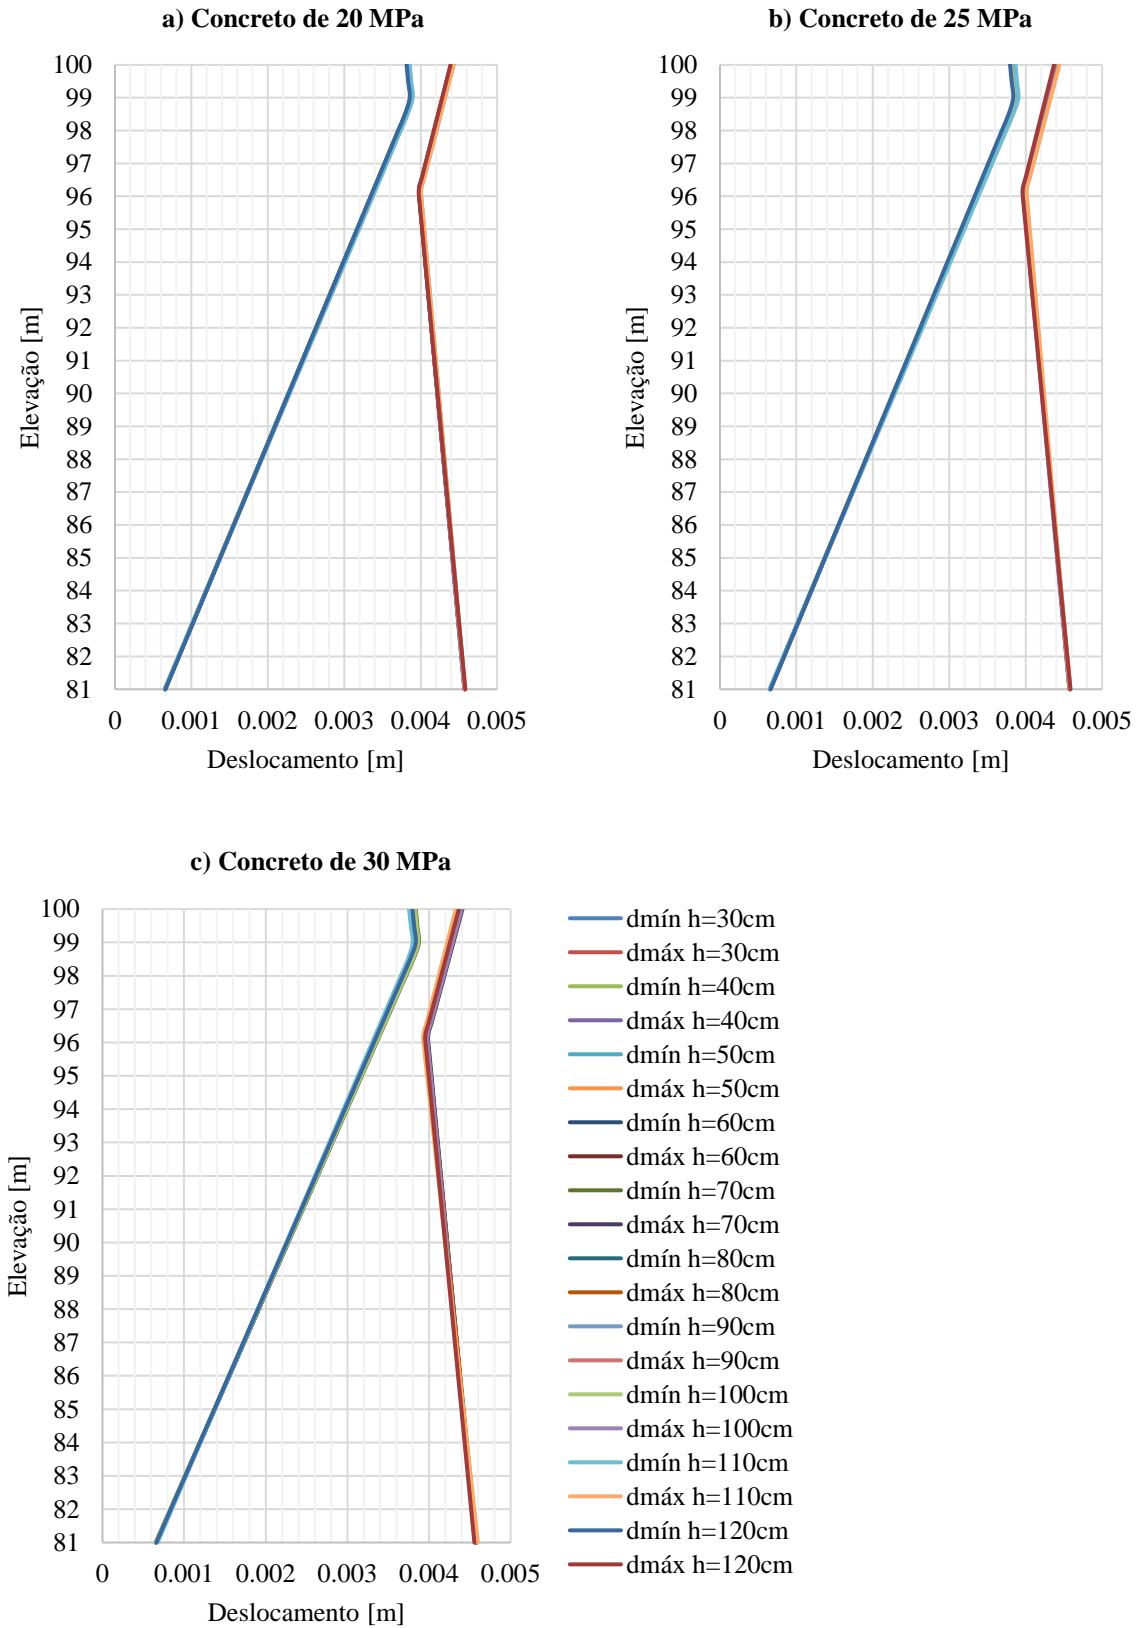 a) Concreto de 20 MPa
100
99
98
97
96
95
94
93
92
91
90
89
88
87
86
85
84
83
82
81
Elevação [m]
0 0.001 0.002 0.003 0.004 0.005
Deslocamento [m]
b) Concreto de 25 MPa
100
99
98
97
96
95
94
93
92
91
90
89
88
87
86
85
84
83
82
81
Elevação [m]
0 0.001 0.002 0.003 0.004 0.005
Deslocamento [m]
c) Concreto de 30 MPa
100
99
98
97
96
95
94
93
92
91
90
89
88
87
86
85
84
83
82
81
Elevação [m]
0 0.001 0.002 0.003 0.004 0.005
Deslocamento [m]
dmín h=30cm
dmáx h=30cm
dmín h=40cm
dmáx h=40cm
dmín h=50cm
dmáx h=50cm
dmín h=60cm
dmáx h=60cm
dmín h=70cm
dmáx h=70cm
dmín h=80cm
dmáx h=80cm
dmín h=90cm
dmáx h=90cm
dmín h=100cm
dmáx h=100cm
dmín h=110cm
dmáx h=110cm
dmín h=120cm
dmáx h=120cm